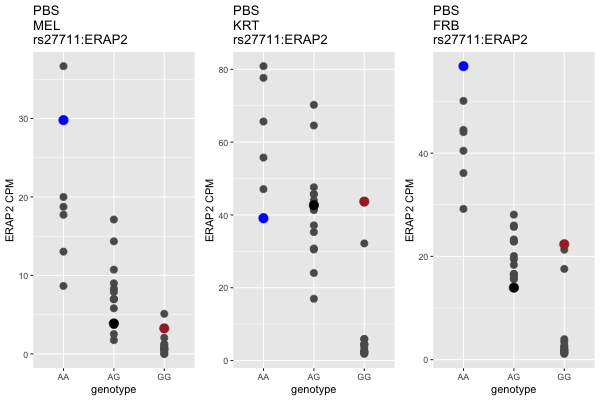 PBS
MEL
rs27711:ERAP2
ERAP2 CPM
30
20
10
0
AA
AG
GG
genotype
PBS
KRT
rs27711:ERAP2
ERAP2 CPM
80
60
40
20
0
AA
AG
GG
genotype
PBS
FRB
rs27711:ERAP2
ERAP2 CPM
40
20
0
AA
AG
GG
genotype